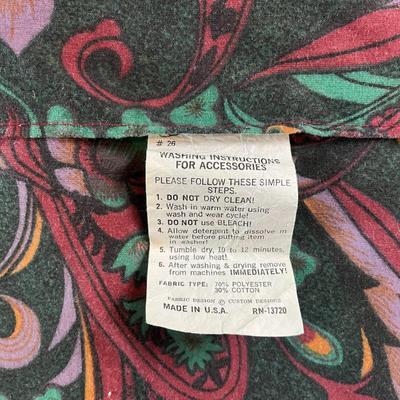 # 26
WASHING INSTRUCTIONS
FOR ACCESSORIES
PLEASE FOLLOW THESE SIMPLE
STEPS.
1. DO NOT DRY CLEAN!
2. Wash in warm water using
wash and wear cycle!
3. DO NOT use BLEACH!
4. Allow detergent to dissolve in
water before putting item
in washer.
5. Tumble dry, 10 to 12 minutes,
using low heat!
6. After washing & drying remove
from machines IMMEDIATELY!
FABRIC TYPE: 70% POLYESTER
30% COTTON
FABRIC DESIGN © CUSTOM DESIGNS
MADE IN U.S.A. RN-13720